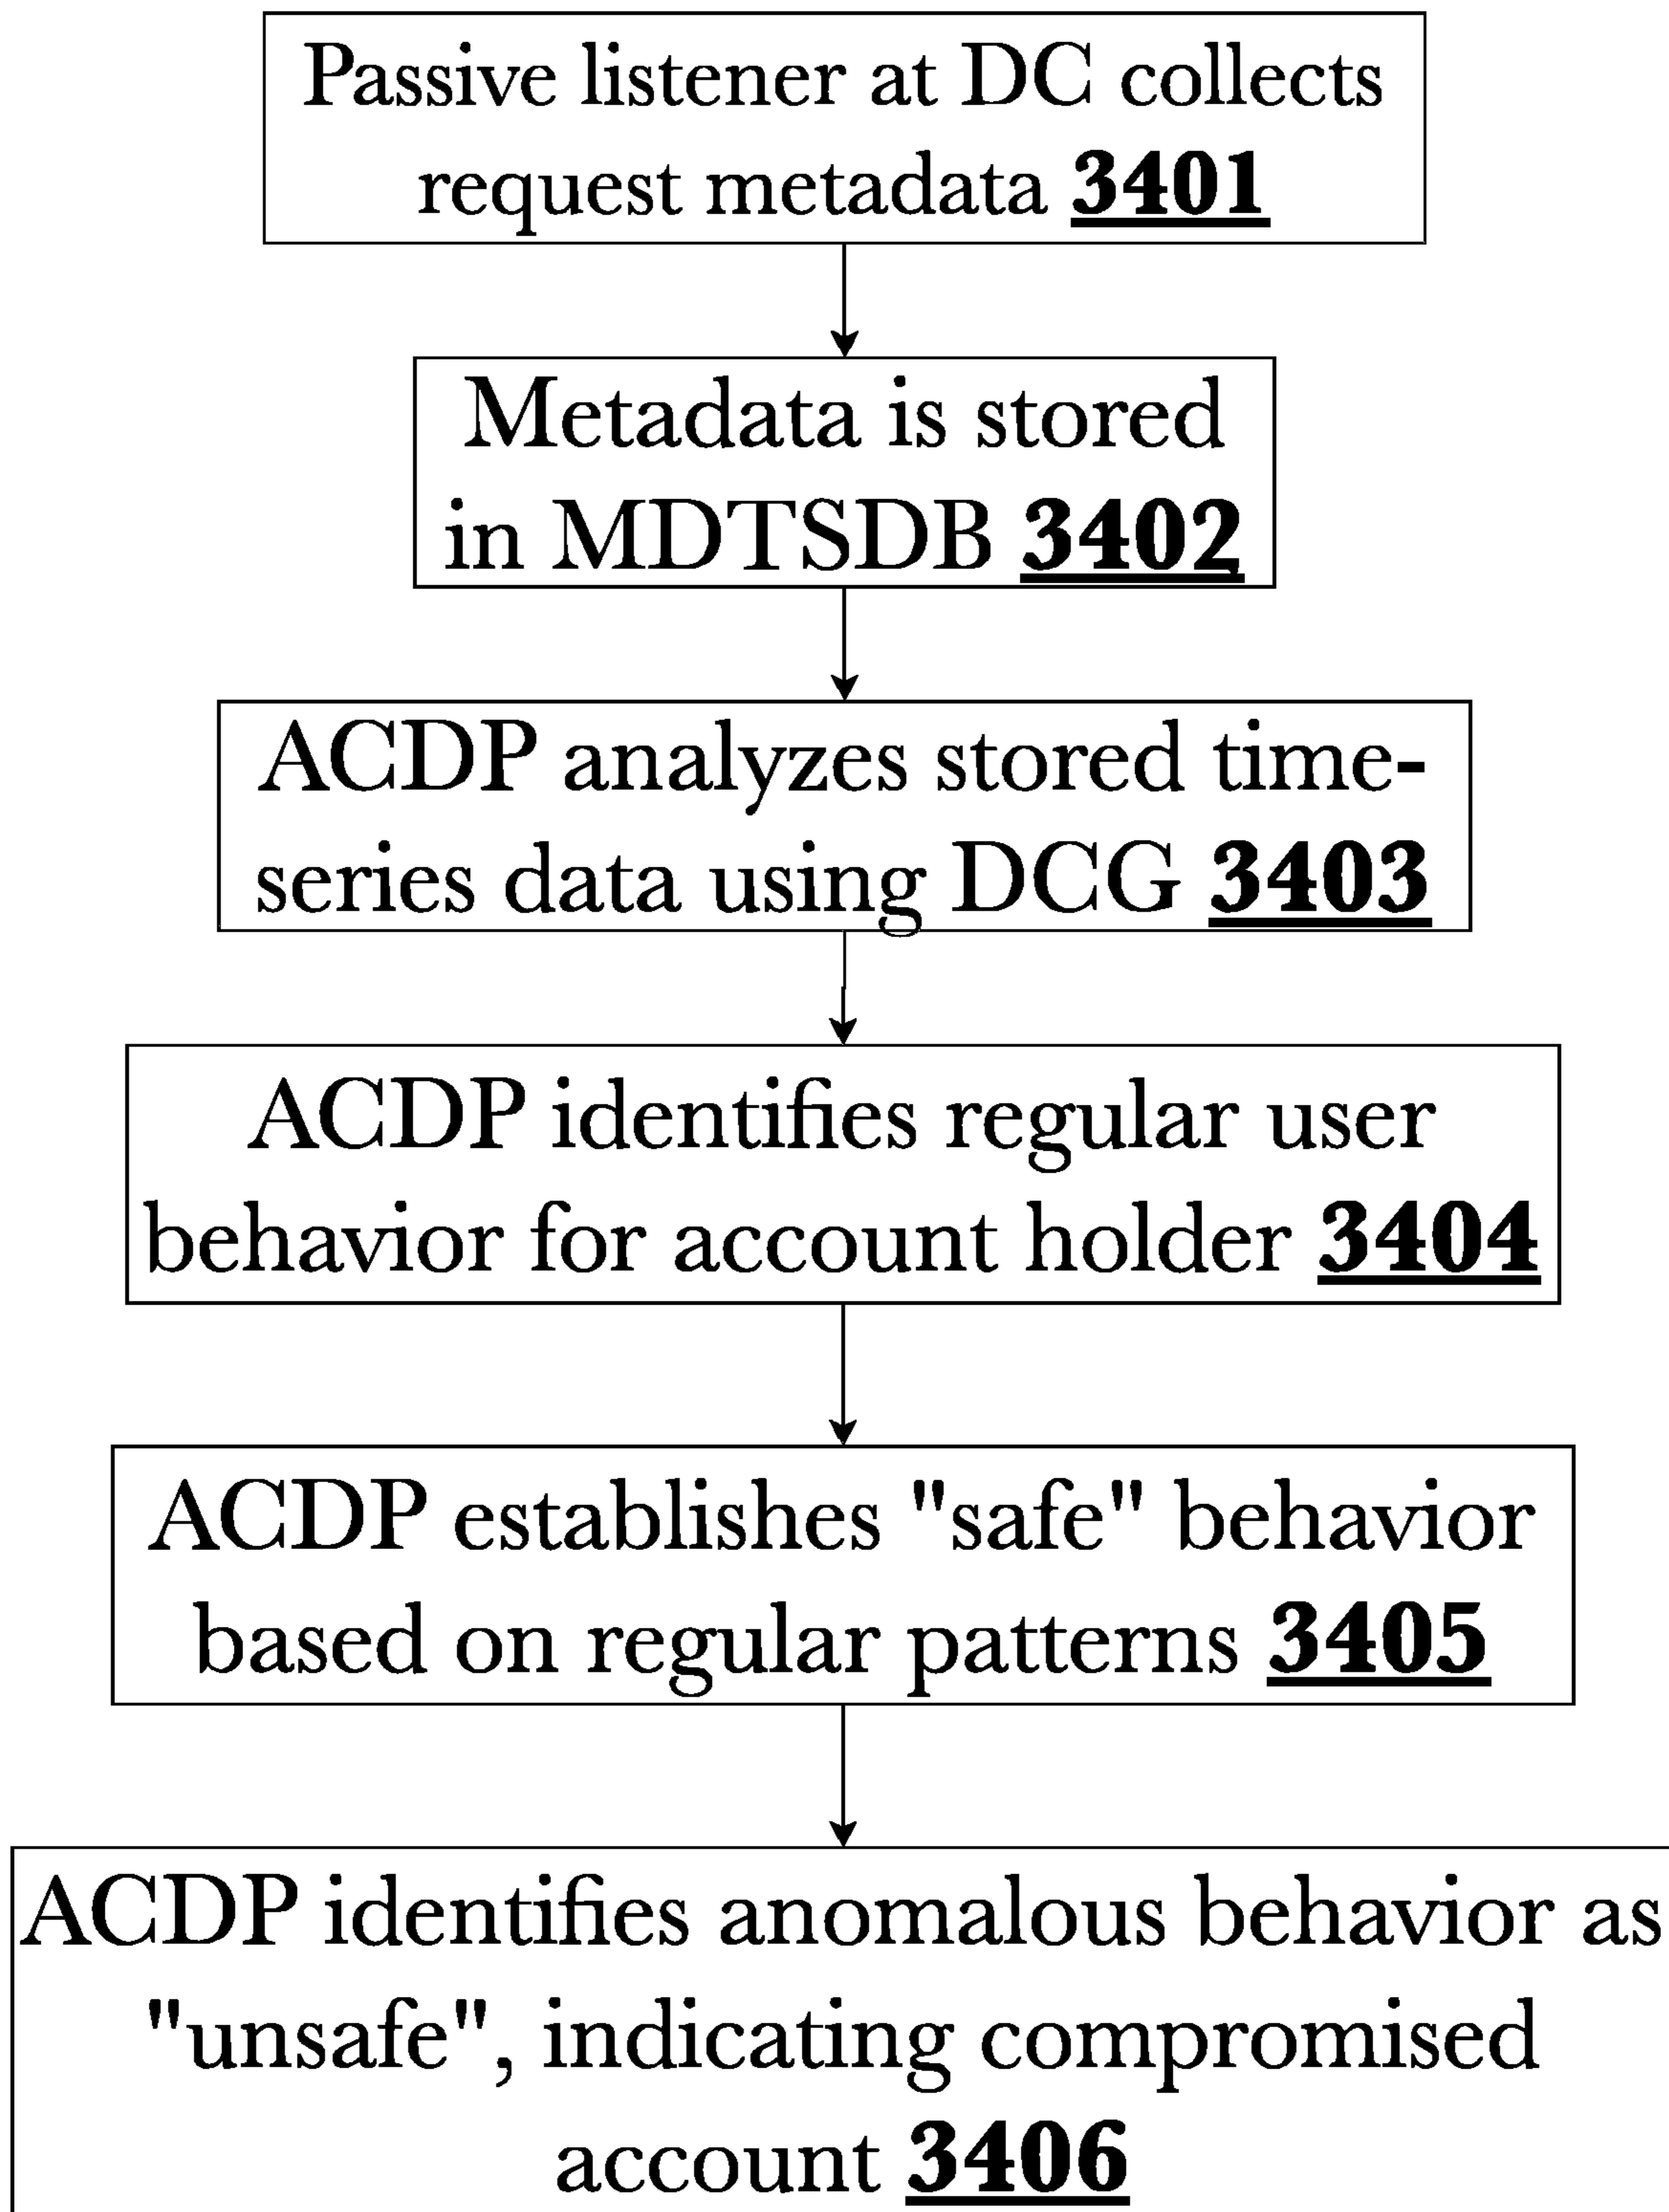 Passive listener at DC collects
request metadata 3401
Metadata is stored
in MDTSDB 3402
ACDP analyzes stored time-
series data using DCG 3403
ACDP identifies regular user
behavior for account holder 3404
ACDP establishes "safe" behavior
based on regular patterns 3405
ACDP identifies anomalous behavior as
"unsafe", indicating compromised
account 3406